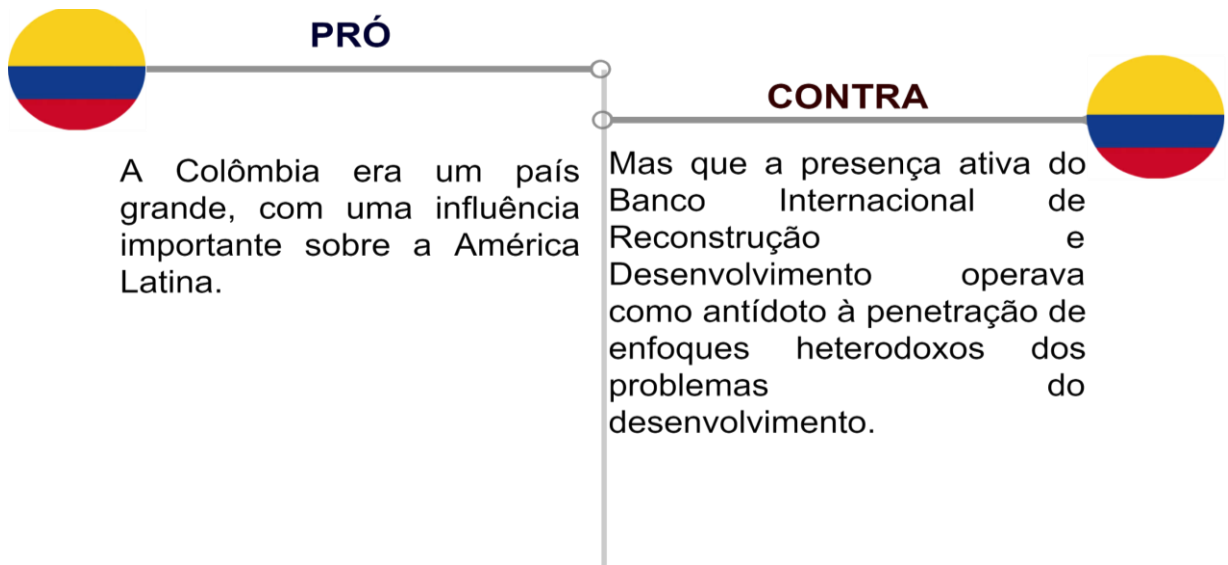 PRÓ
A Colômbia era um país
grande, com uma influência
importante sobre a América
Latina.
CONTRA
Mas que a presença ativa do
Banco Internacional de
Reconstrução e
Desenvolvimento operava
como antídoto à penetração de
enfoques heterodoxos dos
problemas do
desenvolvimento.